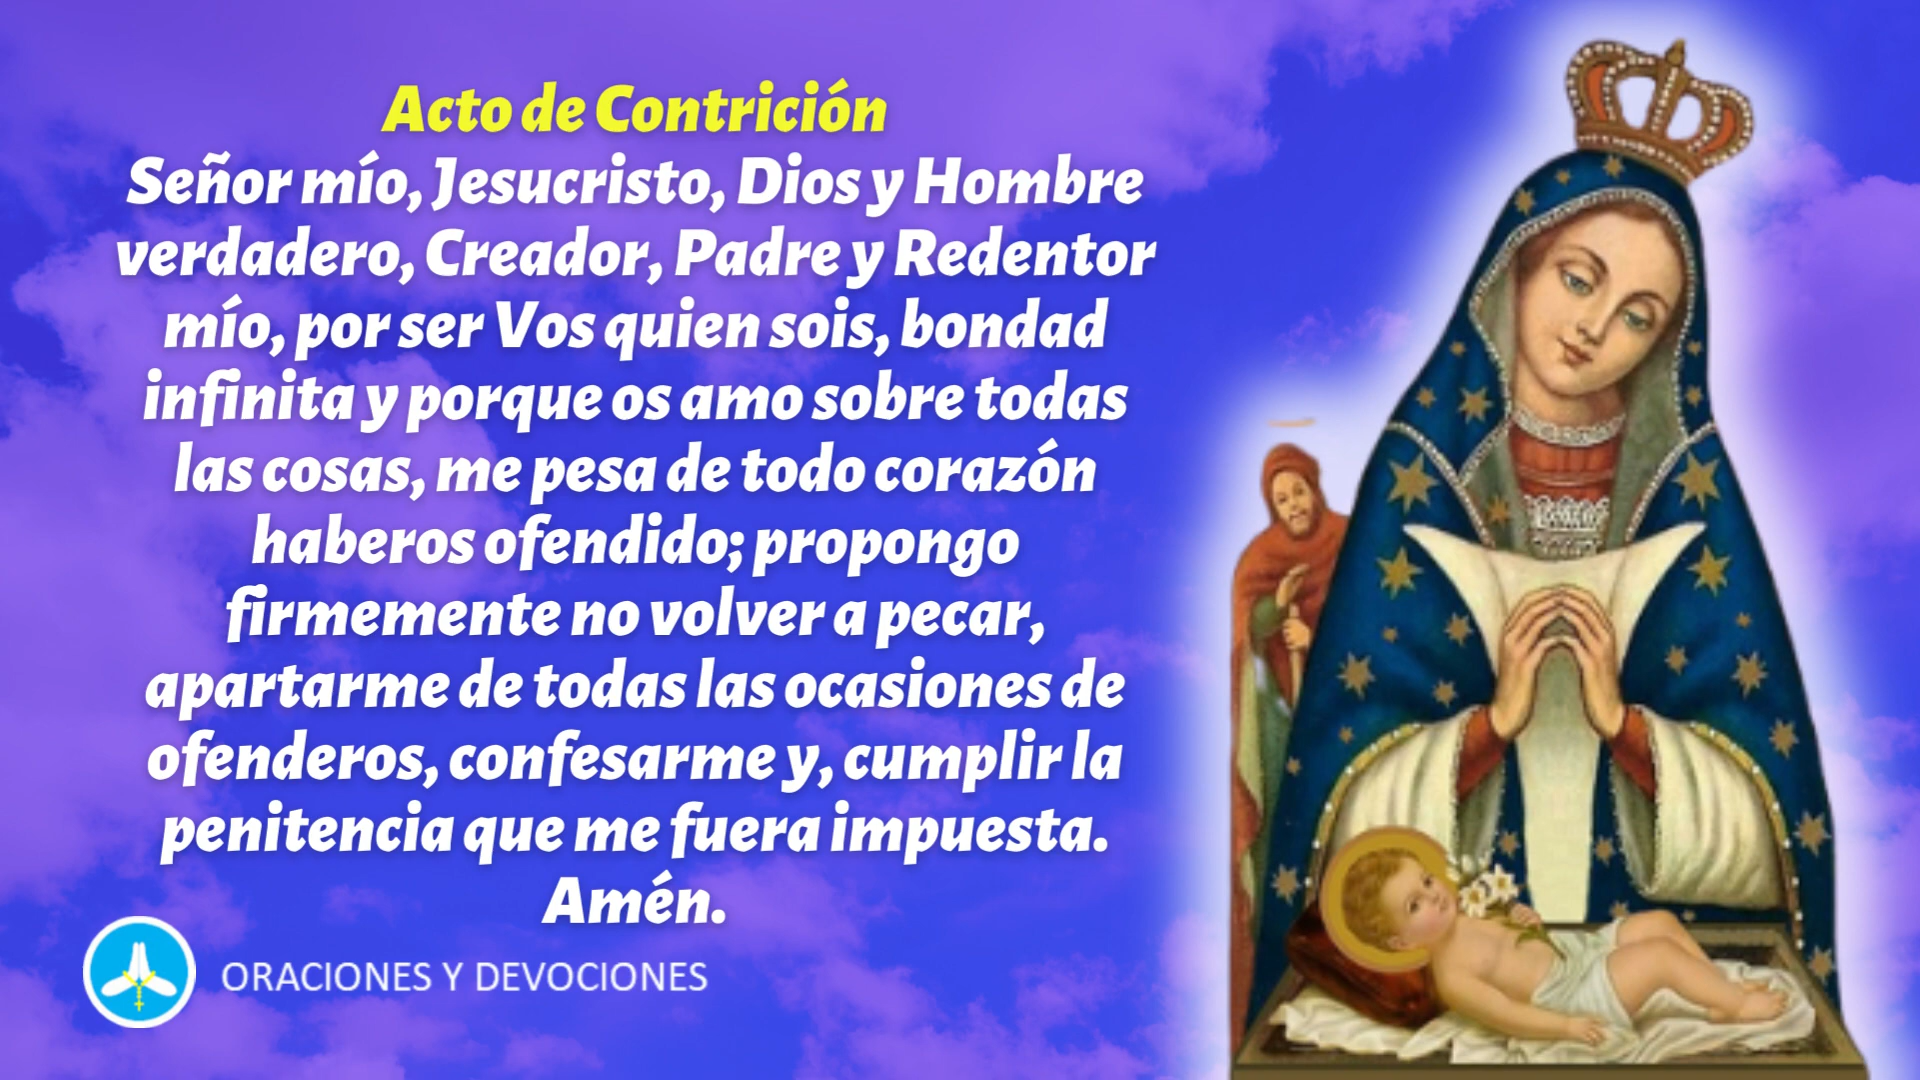 Acto de Contrición
Señor mío, Jesucristo, Dios y Hombre
verdadero, Creador, Padre y Redentor
mío, por ser Vos quien sois, bondad
infinita y porque os amo sobre todas
las cosas, me pesa de todo corazón
haberos ofendido; propongo
firmemente no volver a pecar,
apartarme de todas las ocasiones de
ofenderos, confesarme y, cumplir la
penitencia que me fuera impuesta.
Amén.
ORACIONES Y DEVOCIONES